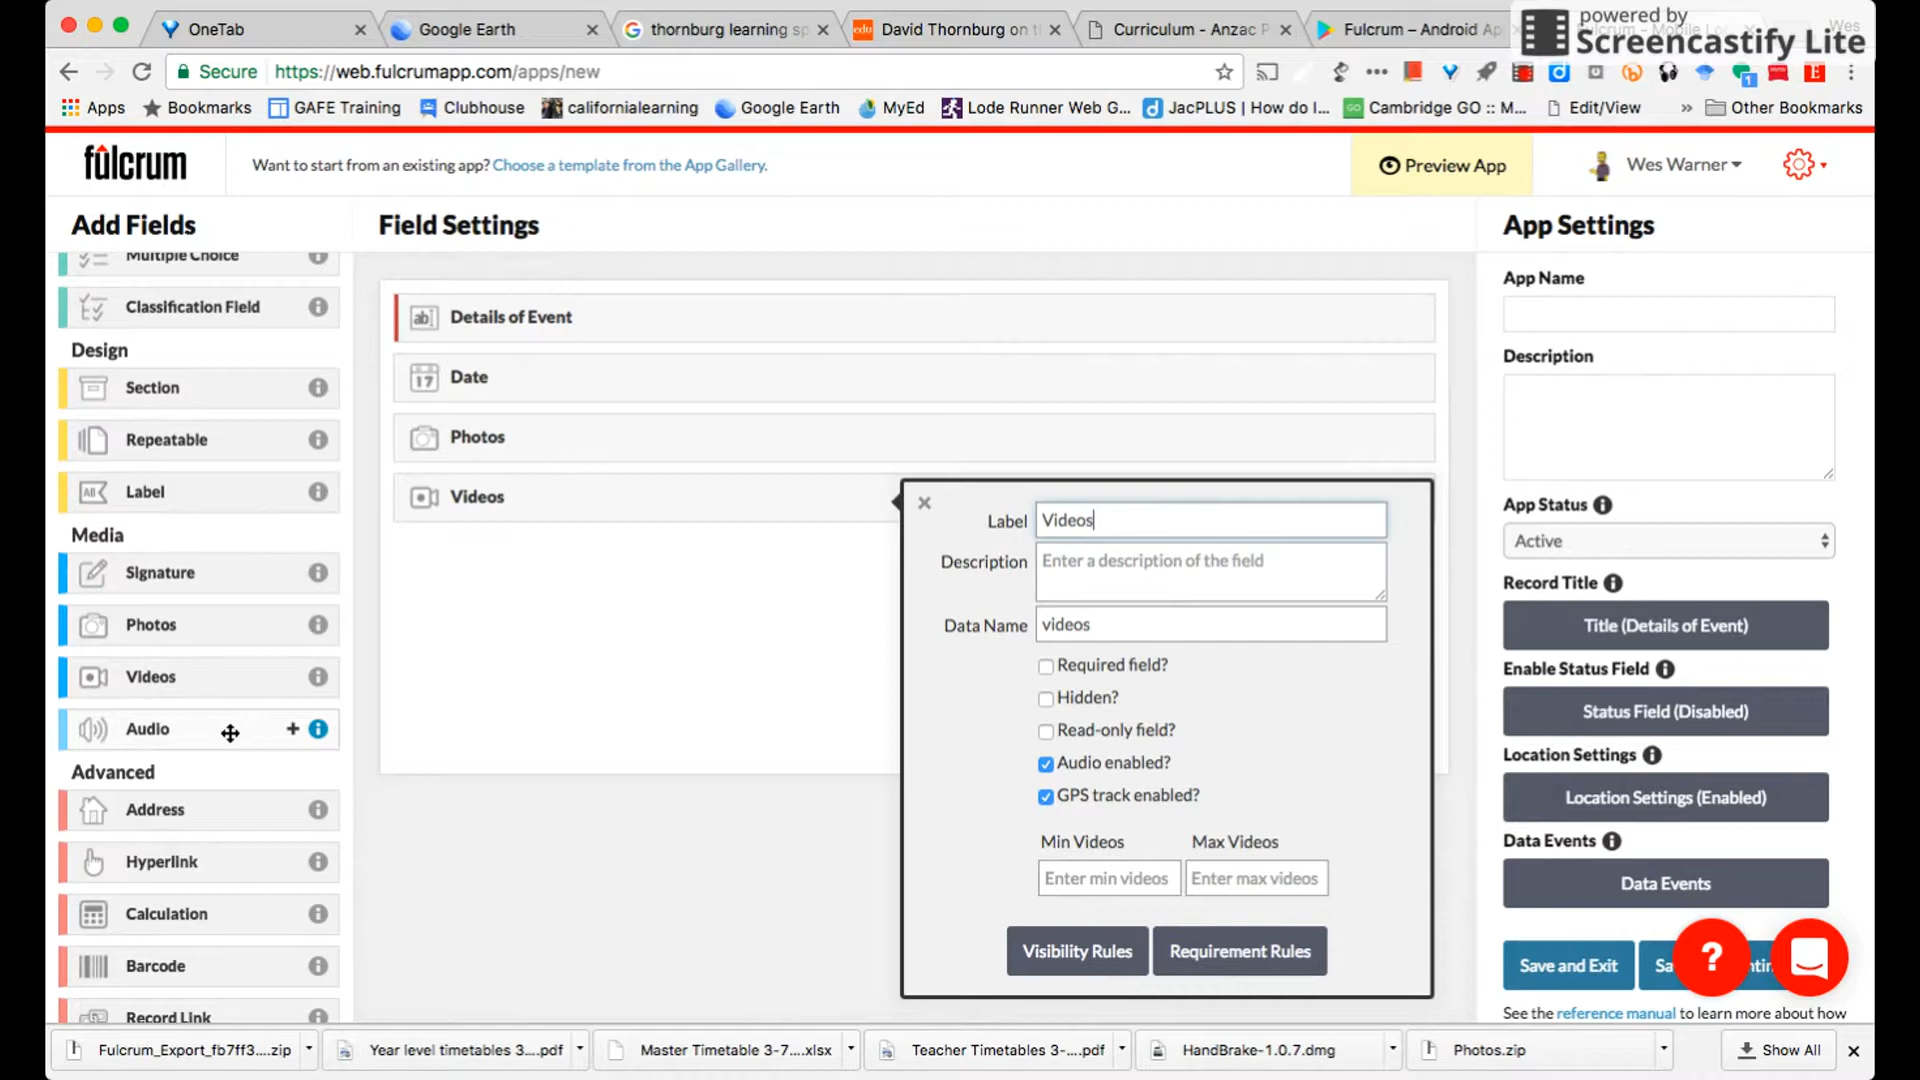 powered by
Screencastify Lite
OneTab
Google Earth
thornburg learning sp
David Thornburg on t
Curriculum - Anzac P
Fulcrum – Android Ap
Wes
Secure https://web.fulcrumapp.com/apps/new
Apps Bookmarks GAFE Training Clubhouse californialearning Google Earth MyEd Lode Runner Web G... JacPLUS | How do I... Cambridge GO :: M... Edit/View » Other Bookmarks
fulcrum
Want to start from an existing app? Choose a template from the App Gallery.
Preview App
Wes Warner
Add Fields
Multiple Choice
Classification Field
Design
Section
Repeatable
Label
Media
Signature
Photos
Videos
Audio
Advanced
Address
Hyperlink
Calculation
Barcode
Record Link
Field Settings
Details of Event
17 Date
Photos
Videos
Label Videos
Description Enter a description of the field
Data Name videos
Required field?
Hidden?
Read-only field?
Audio enabled?
GPS track enabled?
Min Videos Max Videos
Enter min videos Enter max videos
Visibility Rules Requirement Rules
App Settings
App Name
Description
App Status
Active
Record Title
Title (Details of Event)
Enable Status Field
Status Field (Disabled)
Location Settings
Location Settings (Enabled)
Data Events
Data Events
Save and Exit
See the reference manual to learn more about how
Fulcrum_Export_fb7ff3....zip Year level timetables 3....pdf Master Timetable 3-7....xlsx Teacher Timetables 3-....pdf HandBrake-1.0.7.dmg Photos.zip Show All